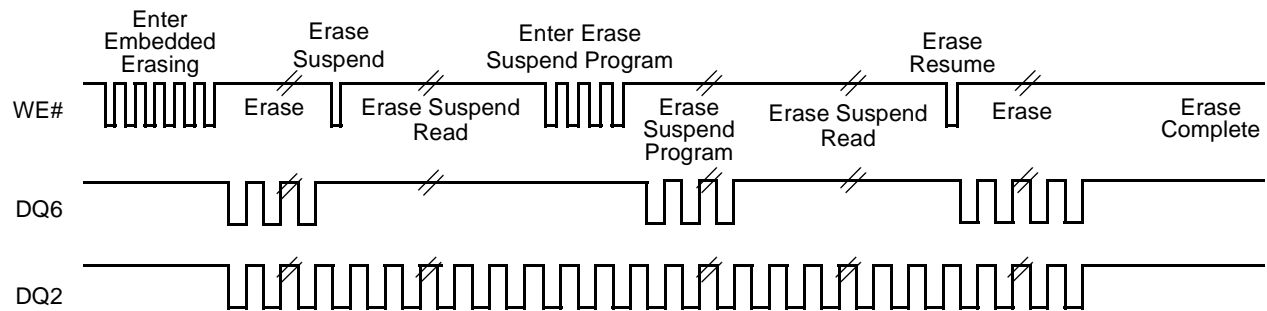 Enter
Embedded
Erasing
Erase
Suspend
Enter Erase
Suspend Program
Erase
Resume
WE#
Erase
Erase Suspend
Read
Erase
Suspend
Program
Erase Suspend
Read
Erase
Erase
Complete
DQ6
DQ2